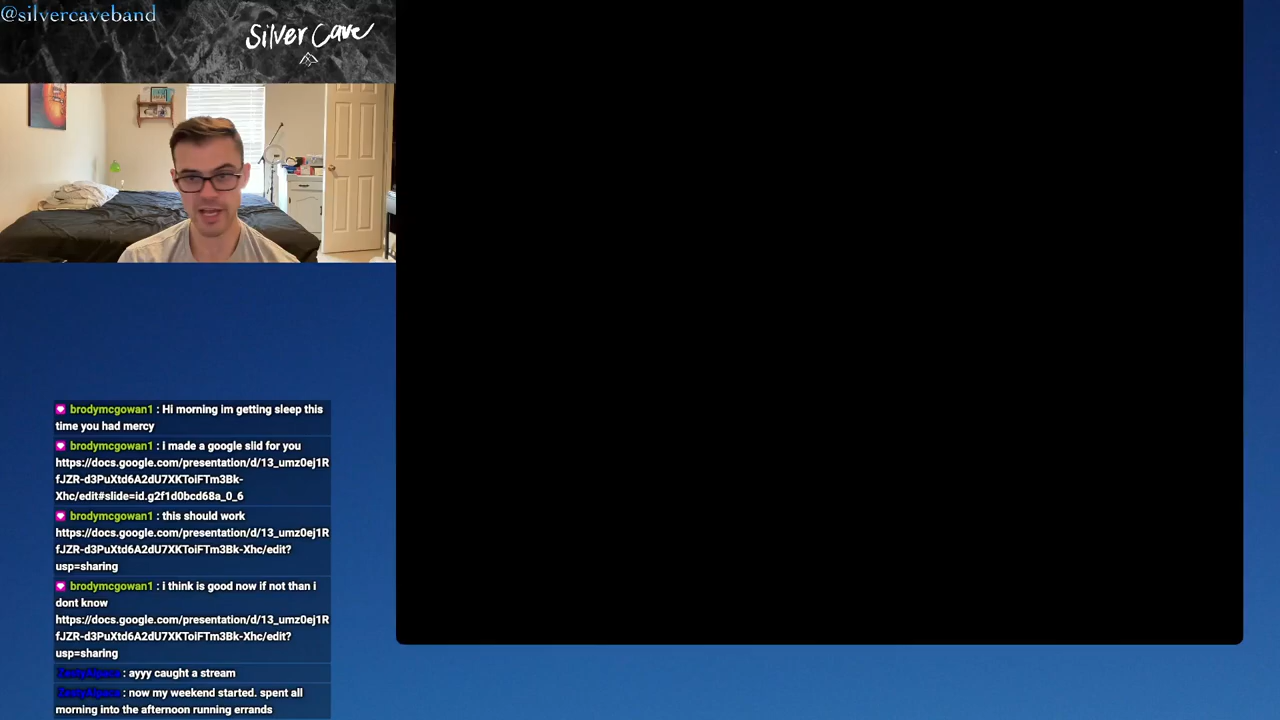 @silvercaveband
Silver Cave
brodymcgowan1 : Hi morning im getting sleep this
time you had mercy
brodymcgowan1 : i made a google slid for you
https://docs.google.com/presentation/d/13_umz0ej1R
fJZR-d3PuXtd6A2dU7XKToiFTm3Bk-
Xhc/edit#slide=id.g2f1d0bcd68a_0_6
brodymcgowan1 : this should work
https://docs.google.com/presentation/d/13_umz0ej1R
fJZR-d3PuXtd6A2dU7XKToiFTm3Bk-Xhc/edit?
usp=sharing
brodymcgowan1 : i think is good now if not than i
dont know
https://docs.google.com/presentation/d/13_umz0ej1R
fJZR-d3PuXtd6A2dU7XKToiFTm3Bk-Xhc/edit?
usp=sharing
ZestyAlpaca : ayyy caught a stream
ZestyAlpaca : now my weekend started. spent all
morning into the afternoon running errands